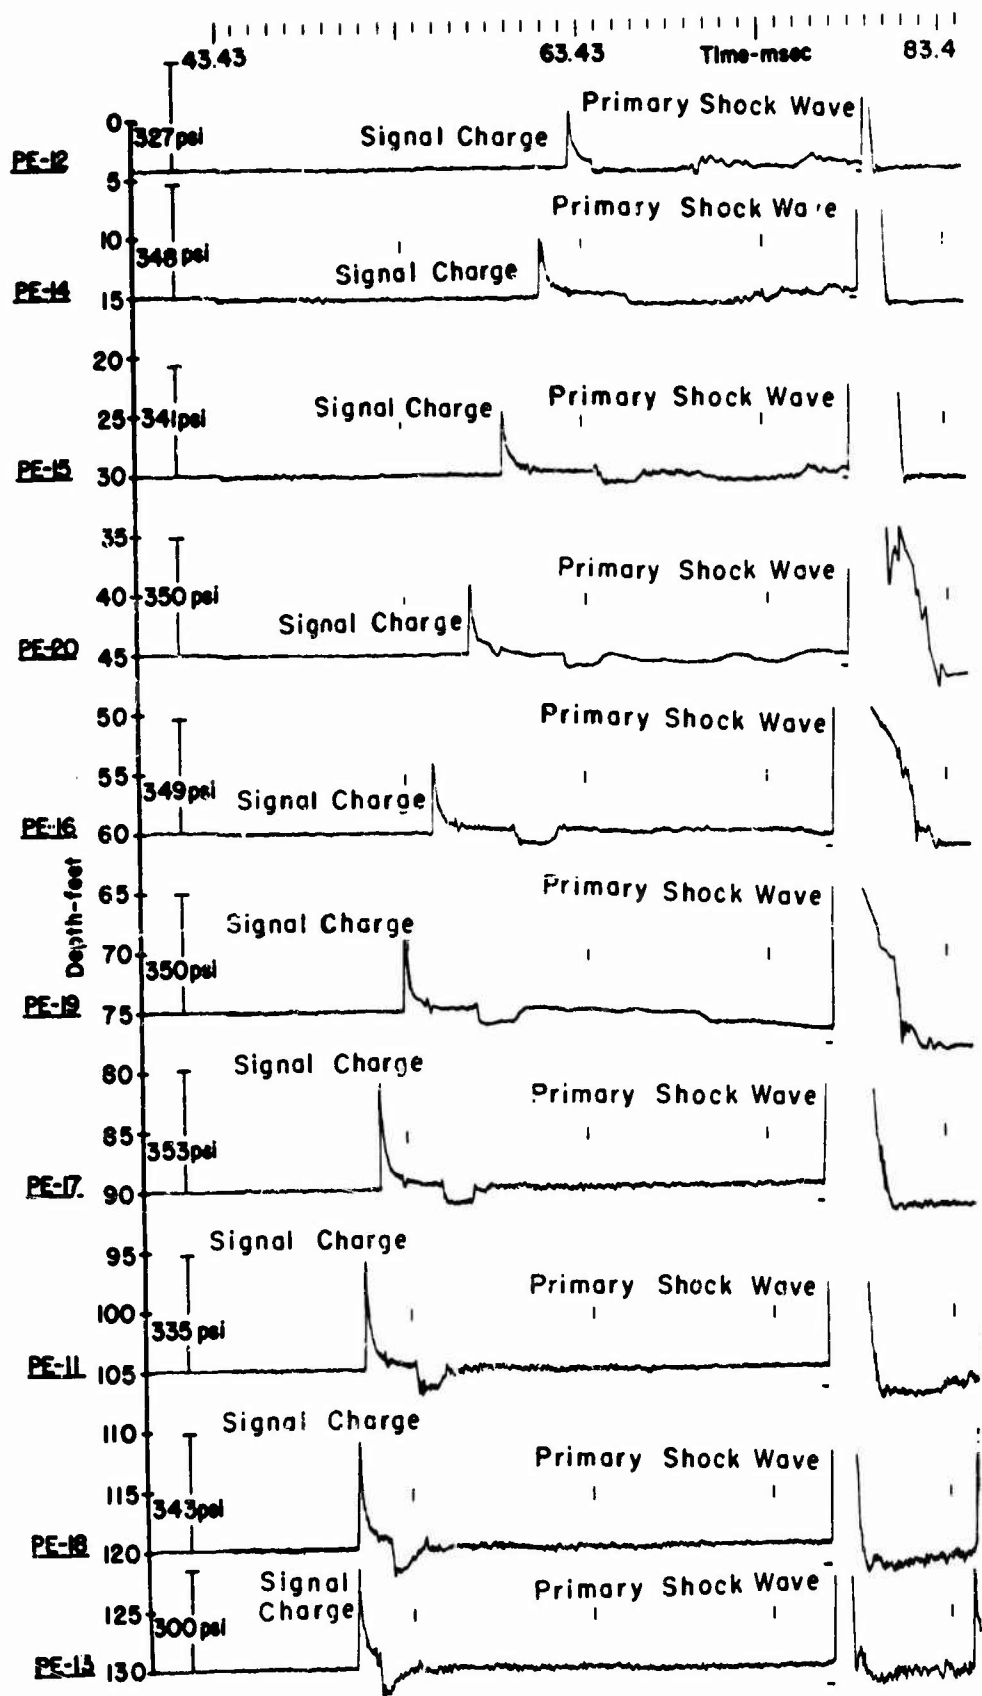 43.43 63.43 Time-msec 83.4
0
327psi
Signal Charge
Primary Shock Wave
PE-12
5
Primary Shock Wave
10
348psi
Signal Charge
PE-14
15
20
341psi
25
Signal Charge
Primary Shock Wave
PE-15
30
35
Primary Shock Wave
40
350psi
Signal Charge
PE-20
45
50
Primary Shock Wave
55
349psi
Signal Charge
PE-16
60
Depth-feet
65
Primary Shock Wave
Signal Charge
70
350psi
PE-19
75
Signal Charge
80
Primary Shock Wave
85
353psi
PE-17
90
Signal Charge
95
Primary Shock Wave
100
335psi
PE-11
105
Signal Charge
110
Primary Shock Wave
115
343psi
PE-18
120
Signal
Charge
Primary Shock Wave
125
300psi
PE-13
130